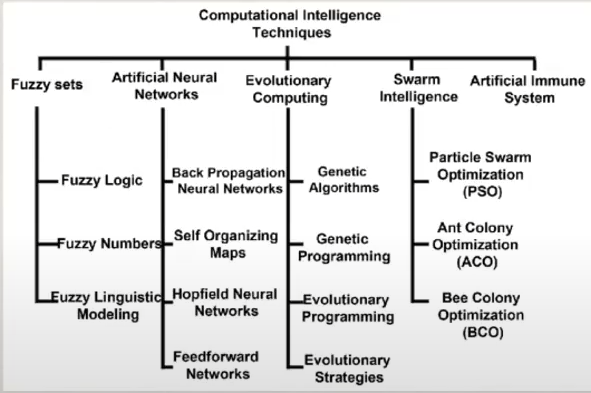 Computational Intelligence
Techniques
Fuzzy sets
Artificial Neural
Networks
Evolutionary
Computing
Swarm
Intelligence
Artificial Immune
System
Fuzzy Logic
Fuzzy Numbers
Fuzzy Linguistic
Modeling
Back Propagation
Neural Networks
Self Organizing
Maps
Hopfield Neural
Networks
Feedforward
Networks
Genetic
Algorithms
Genetic
Programming
Evolutionary
Programming
Evolutionary
Strategies
Particle Swarm
Optimization
(PSO)
Ant Colony
Optimization
(ACO)
Bee Colony
Optimization
(BCO)